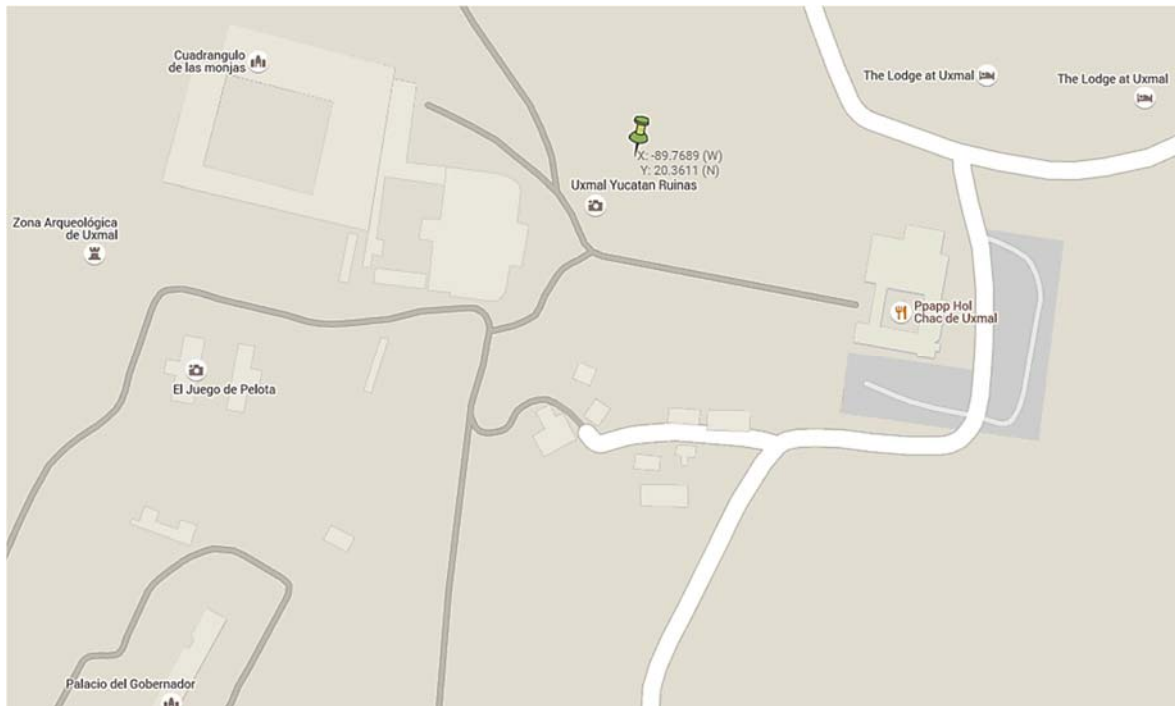 Cuadrangulo
de las monjas
The Lodge at Uxmal
The Lodge at Uxmal
X: -89.7689 (W)
Y: 20.3611 (N)
Uxmal Yucatan Ruinas
Zona Arqueológica
de Uxmal
Ppapp Hol
Chac de Uxmal
El Juego de Pelota
Palacio del Gobernador